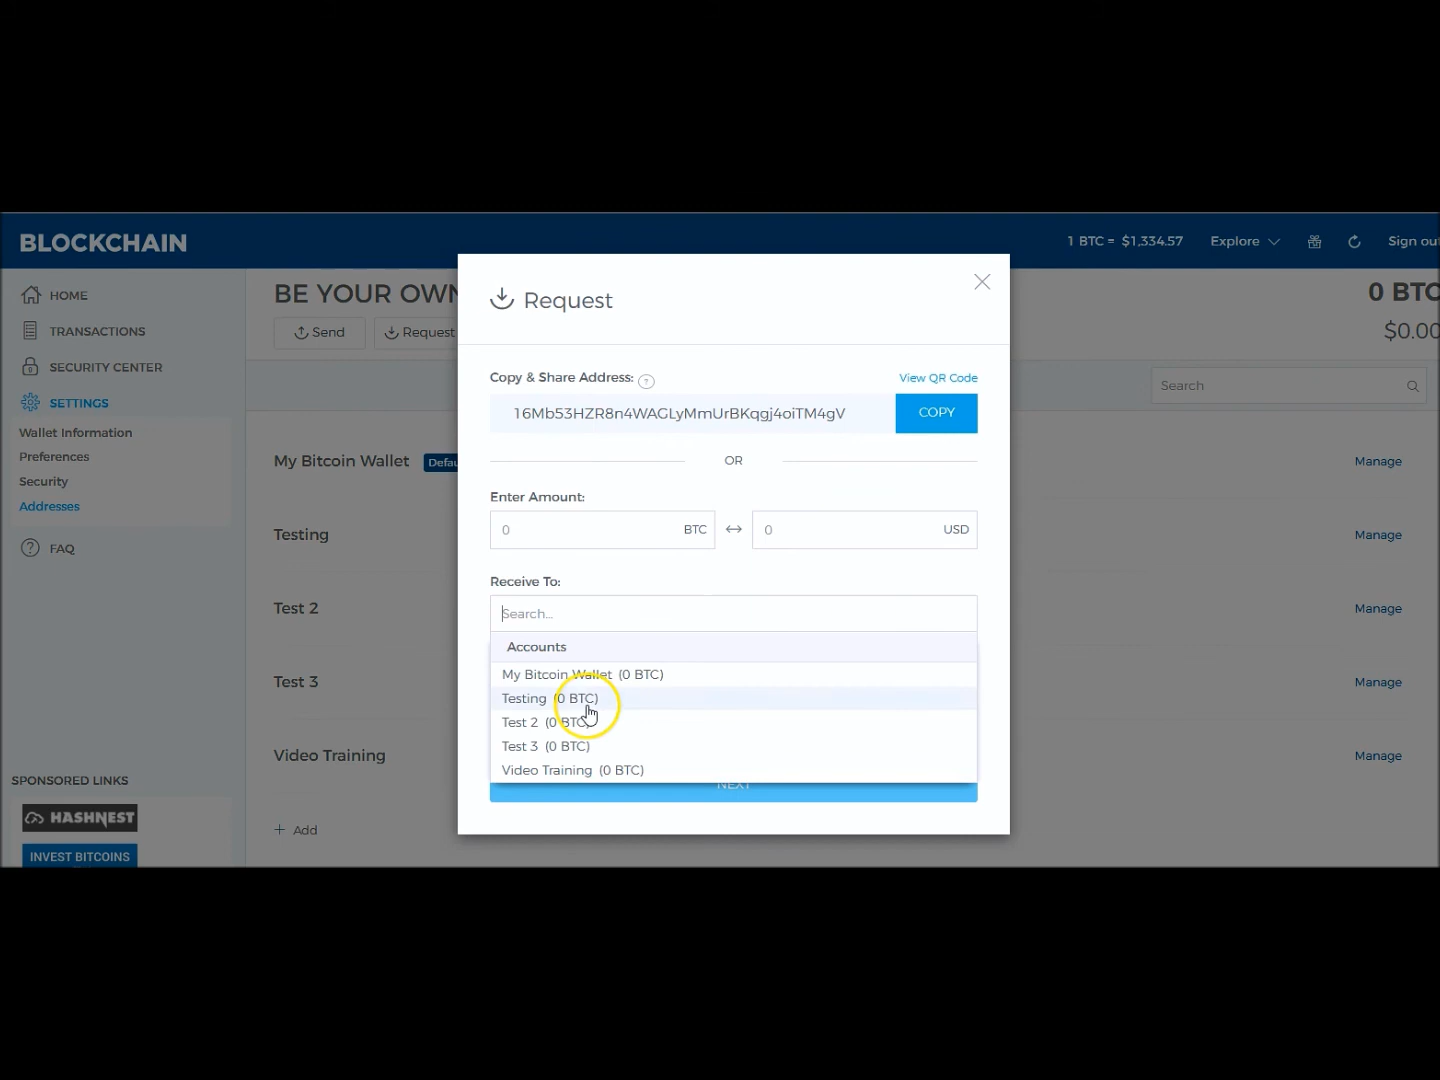 BLOCKCHAIN
1 BTC = $1,334.57
Explore
HOME
TRANSACTIONS
SECURITY CENTER
SETTINGS
Wallet Information
Preferences
Security
Addresses
FAQ
SPONSORED LINKS
HASHNEST
INVEST BITCOINS
BE YOUR OWN
Send
Request
0 BTC
$0.00
Search
My Bitcoin Wallet
Manage
Testing
Manage
Test 2
Manage
Test 3
Manage
Video Training
Manage
+ Add
Request
Copy & Share Address: ?
View QR Code
16Mb53HZR8n4WAGLyMmUrBKqgj4oiTM4gV
COPY
OR
Enter Amount:
0 BTC
0 USD
Receive To:
Search...
Accounts
My Bitcoin Wallet (0 BTC)
Testing (0 BTC)
Test 2 (0 BTC)
Test 3 (0 BTC)
Video Training (0 BTC)
NEXT